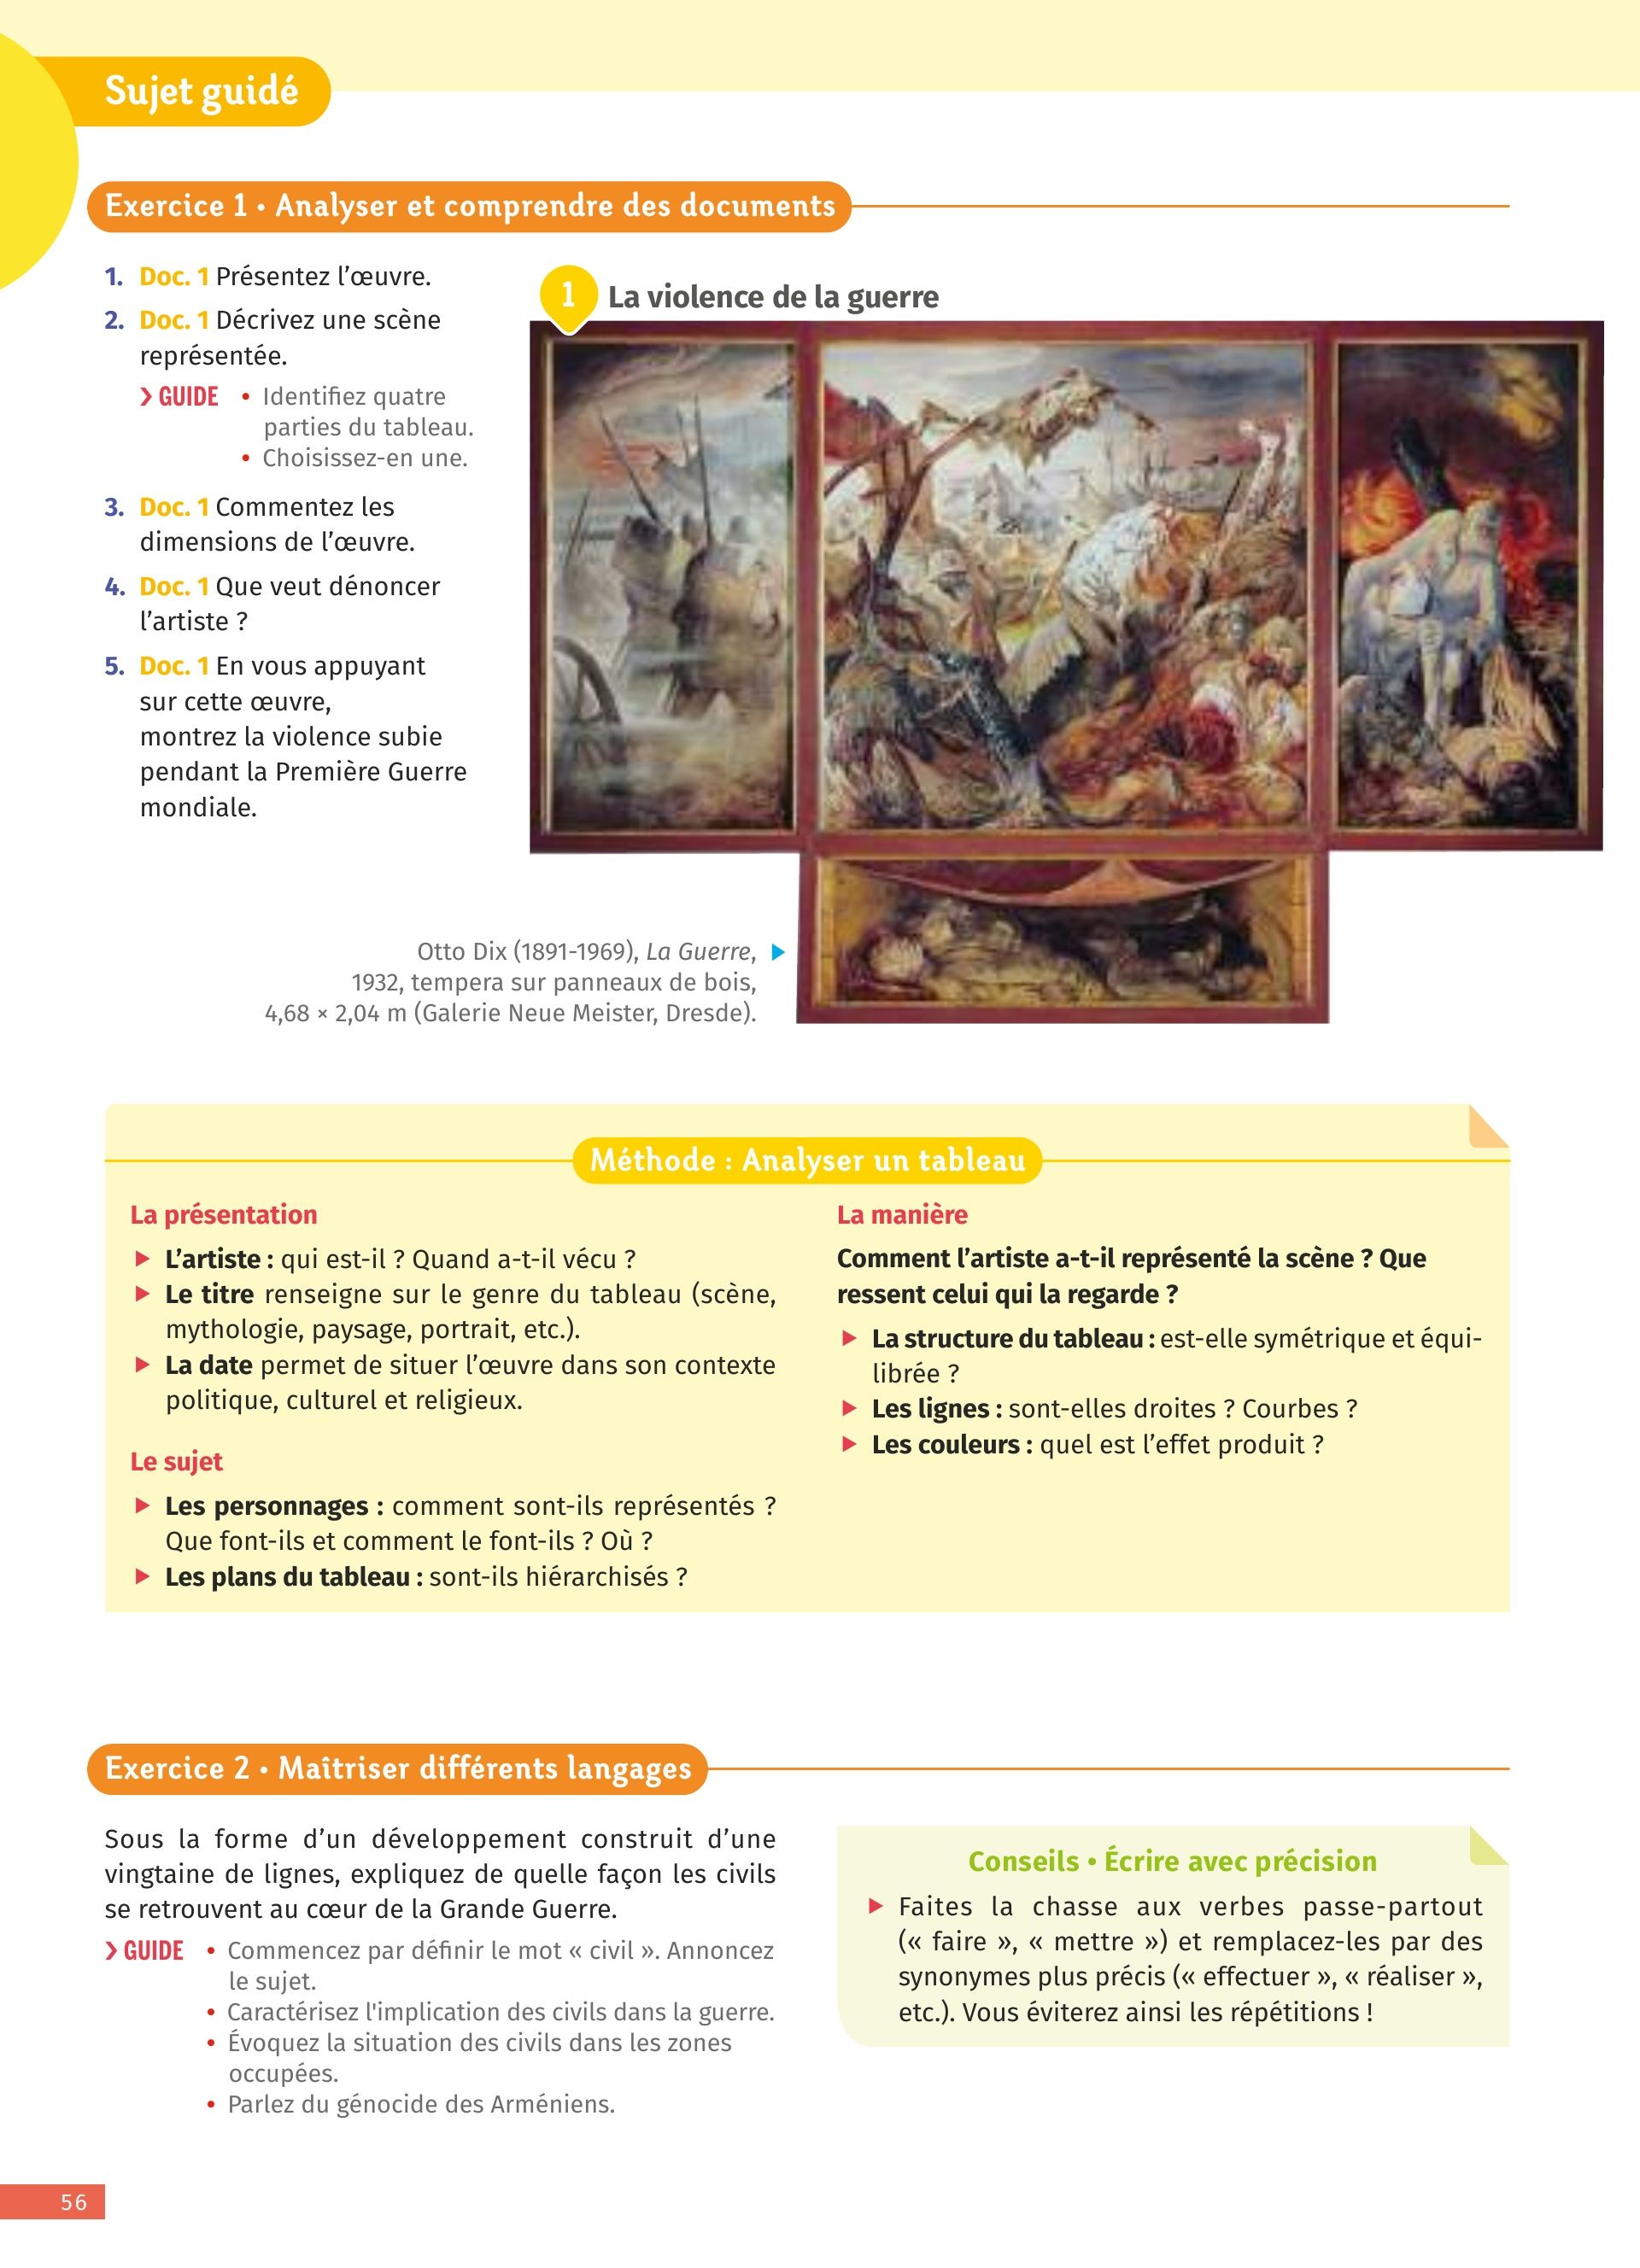 Sujet guidé
Exercice 1 • Analyser et comprendre des documents
1. Doc. 1 Présentez l’œuvre.
2. Doc. 1 Décrivez une scène
représentée.
› GUIDE • Identifiez quatre
parties du tableau.
• Choisissez-en une.
3. Doc. 1 Commentez les
dimensions de l’œuvre.
4. Doc. 1 Que veut dénoncer
l’artiste ?
5. Doc. 1 En vous appuyant
sur cette œuvre,
montrez la violence subie
pendant la Première Guerre
mondiale.
1 La violence de la guerre
Otto Dix (1891-1969), La Guerre,
1932, tempera sur panneaux de bois,
4,68 × 2,04 m (Galerie Neue Meister, Dresde).
Méthode : Analyser un tableau
La présentation
L’artiste : qui est-il ? Quand a-t-il vécu ?
Le titre renseigne sur le genre du tableau (scène,
mythologie, paysage, portrait, etc.).
La date permet de situer l’œuvre dans son contexte
politique, culturel et religieux.
Le sujet
Les personnages : comment sont-ils représentés ?
Que font-ils et comment le font-ils ? Où ?
Les plans du tableau : sont-ils hiérarchisés ?
La manière
Comment l’artiste a-t-il représenté la scène ? Que
ressent celui qui la regarde ?
La structure du tableau : est-elle symétrique et équi-
librée ?
Les lignes : sont-elles droites ? Courbes ?
Les couleurs : quel est l’effet produit ?
Exercice 2 • Maîtriser différents langages
Sous la forme d’un développement construit d’une
vingtaine de lignes, expliquez de quelle façon les civils
se retrouvent au cœur de la Grande Guerre.
› GUIDE • Commencez par définir le mot « civil ». Annoncez
le sujet.
• Caractérisez l'implication des civils dans la guerre.
• Évoquez la situation des civils dans les zones
occupées.
• Parlez du génocide des Arméniens.
Conseils • Écrire avec précision
Faites la chasse aux verbes passe-partout
(« faire », « mettre ») et remplacez-les par des
synonymes plus précis (« effectuer », « réaliser »,
etc.). Vous éviterez ainsi les répétitions !
56